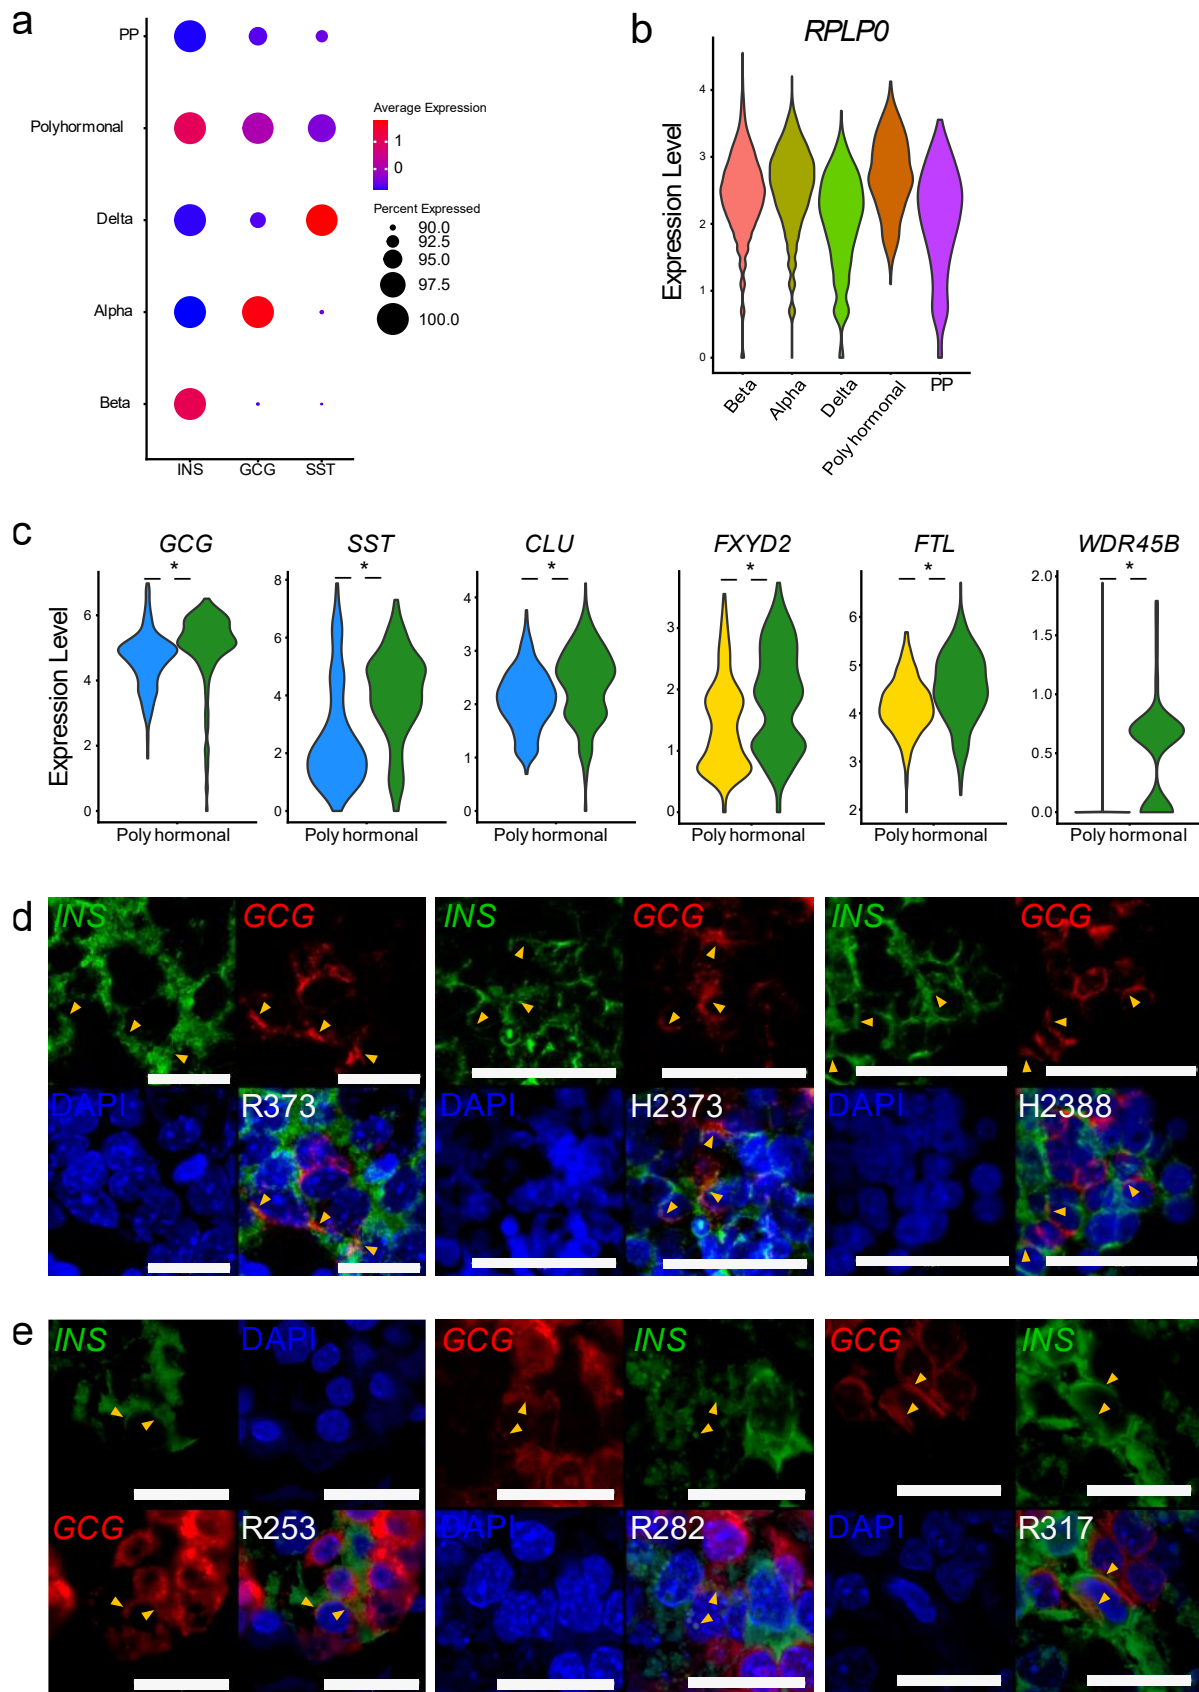 a
PP
Polyhormonal
Delta
Alpha
Beta
INS GCG SST
Average Expression
1
0
Percent Expressed
90.0
92.5
95.0
97.5
100.0
b
RPLP0
Expression Level
4
3
2
1
0
Beta
Alpha
Delta
Poly hormonal
PP
c
Expression Level
GCG
*
6
4
2
0
Poly hormonal
SST
*
8
6
4
2
0
Poly hormonal
CLU
*
4
3
2
1
0
Poly hormonal
FXYD2
*
3
2
1
0
Poly hormonal
FTL
*
6
5
4
3
2
Poly hormonal
WDR45B
*
2.0
1.5
1.0
0.5
0.0
Poly hormonal
d
INS GCG INS GCG INS GCG
DAPI R373 DAPI H2373 DAPI H2388
e
INS DAPI GCG INS GCG INS
GCG R253 DAPI R282 DAPI R317